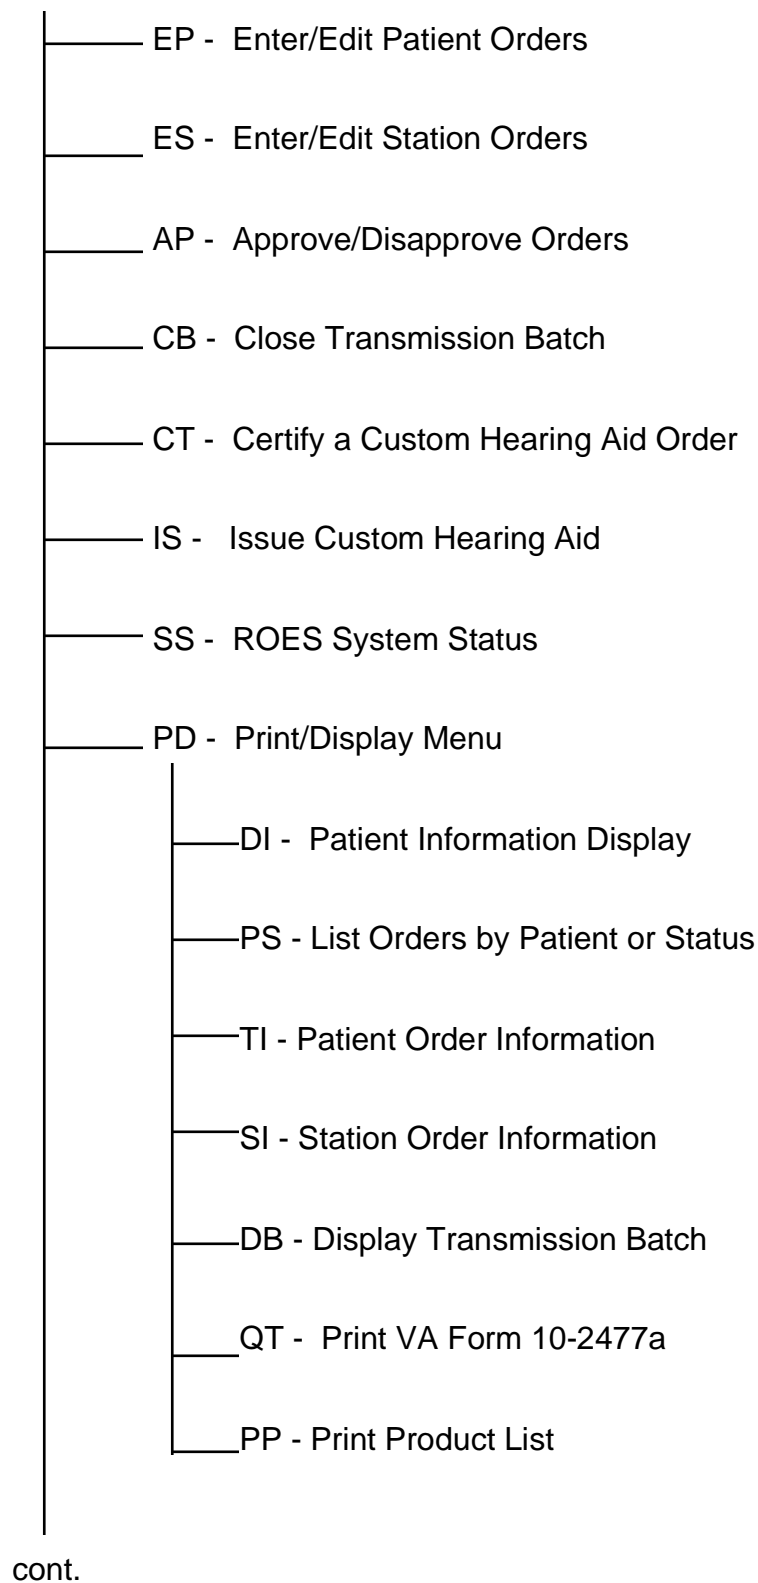 EP - Enter/Edit Patient Orders
ES - Enter/Edit Station Orders
AP - Approve/Disapprove Orders
CB - Close Transmission Batch
CT - Certify a Custom Hearing Aid Order
IS - Issue Custom Hearing Aid
SS - ROES System Status
PD - Print/Display Menu
DI - Patient Information Display
PS - List Orders by Patient or Status
TI - Patient Order Information
SI - Station Order Information
DB - Display Transmission Batch
QT - Print VA Form 10-2477a
PP - Print Product List
cont.